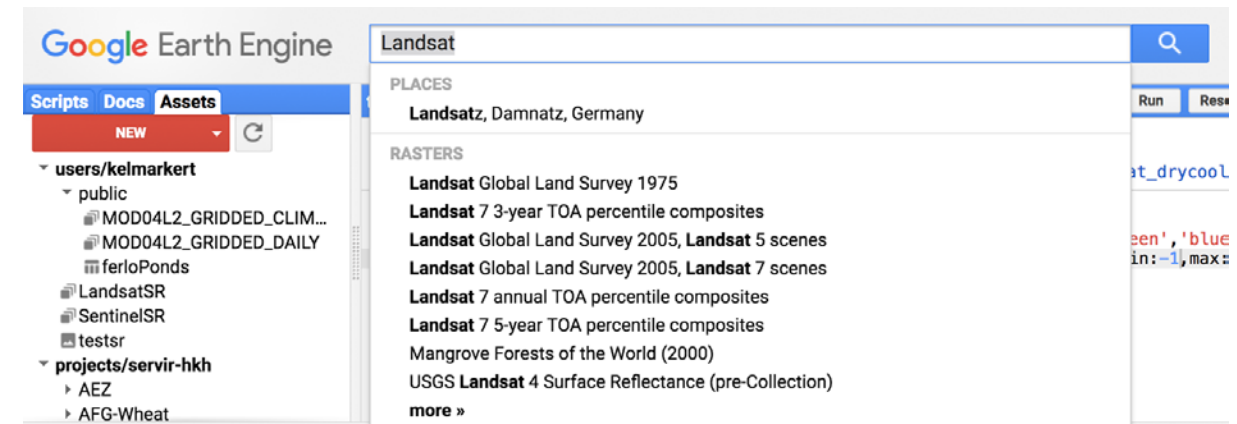 Google Earth Engine
Landsat
Scripts Docs Assets
NEW
users/kelmarkert
public
MOD04L2_GRIDDED_CLIM...
MOD04L2_GRIDDED_DAILY
ferloPonds
LandsatSR
SentinelSR
testsr
projects/servir-hkh
AEZ
AFG-Wheat
PLACES
Landsatz, Damnatz, Germany
RASTERS
Landsat Global Land Survey 1975
Landsat 7 3-year TOA percentile composites
Landsat Global Land Survey 2005, Landsat 5 scenes
Landsat Global Land Survey 2005, Landsat 7 scenes
Landsat 7 annual TOA percentile composites
Landsat 7 5-year TOA percentile composites
Mangrove Forests of the World (2000)
USGS Landsat 4 Surface Reflectance (pre-Collection)
more »
Run Rese
at_drycool
een','blue
in:-1,max: